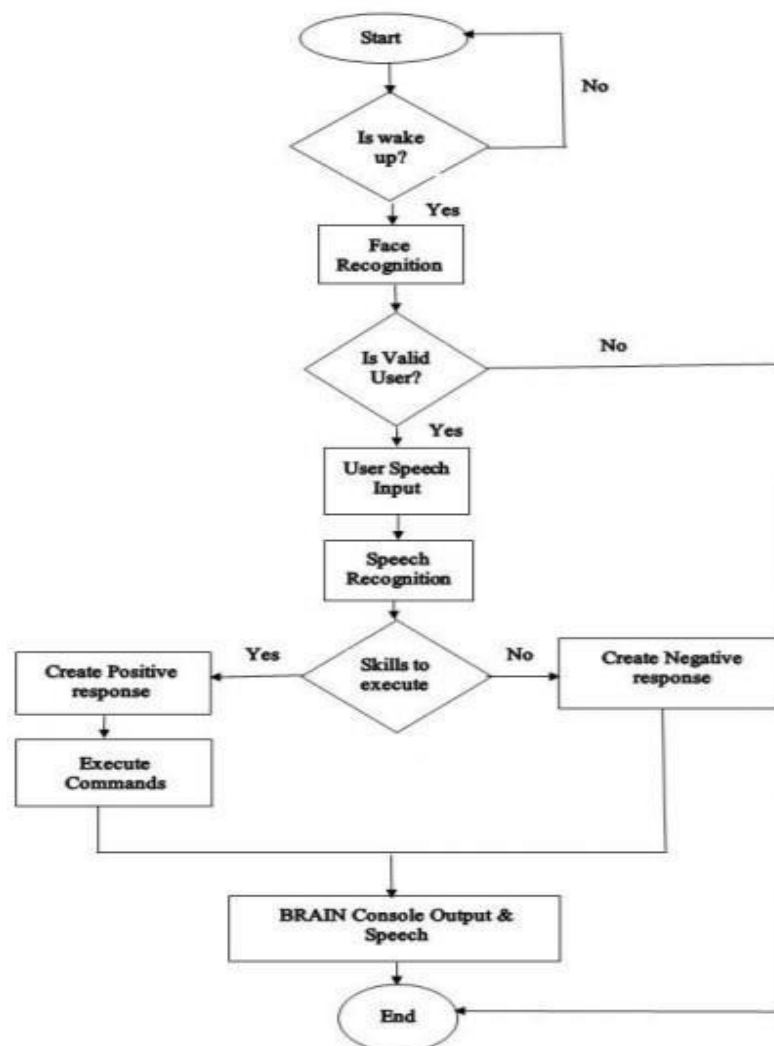 Start
No
Is wake
up?
Yes
Face
Recognition
Is Valid
User?
No
Yes
User Speech
Input
Speech
Recognition
Yes
Skills to
execute
No
Create Positive
response
Create Negative
response
Execute
Commands
BRAIN Console Output &
Speech
End